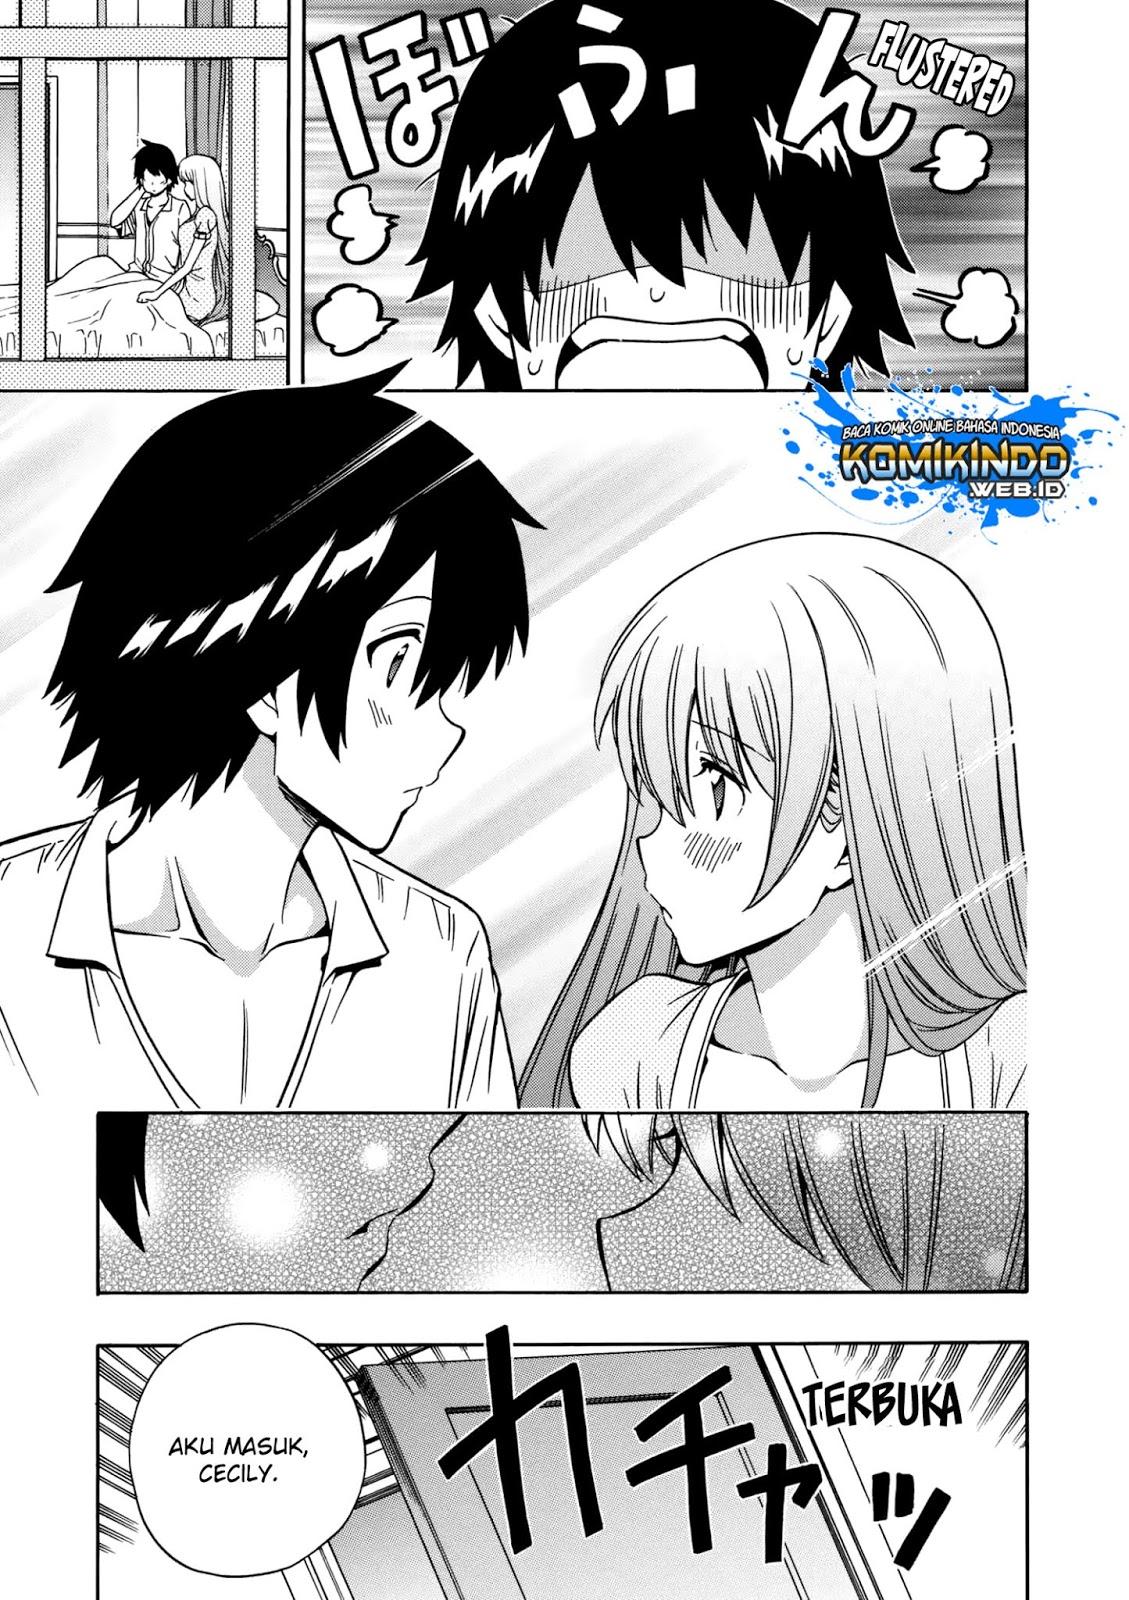 ぼふん
FLUSTERED
BACA KOMIK ONLINE BAHASA INDONESIA
KOMIKINDO
.WEB.ID
カチャッ
TERBUKA
AKU MASUK,
CECILY.